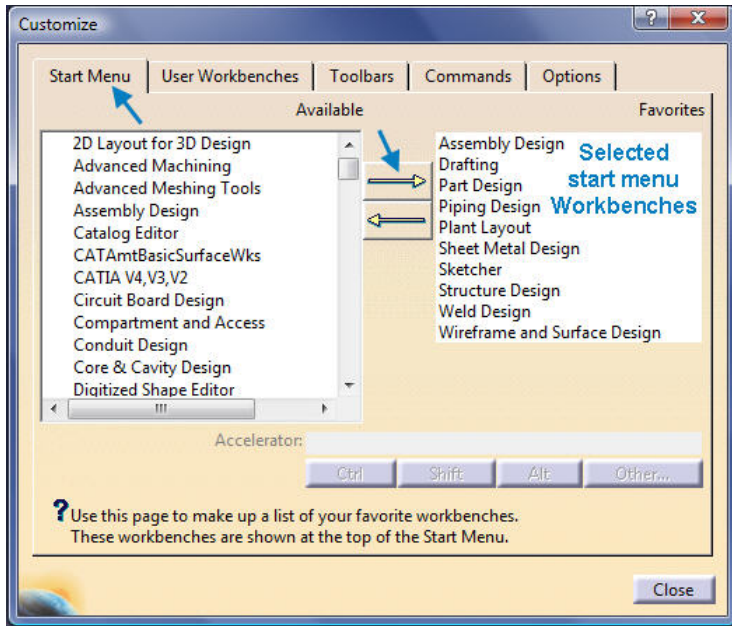 Customize
Start Menu User Workbenches Toolbars Commands Options
Available Favorites
2D Layout for 3D Design
Advanced Machining
Advanced Meshing Tools
Assembly Design
Catalog Editor
CATAmtBasicSurfaceWks
CATIA V4,V3,V2
Circuit Board Design
Compartment and Access
Conduit Design
Core & Cavity Design
Digitized Shape Editor
Assembly Design
Drafting
Part Design
Piping Design
Plant Layout
Sheet Metal Design
Sketcher
Structure Design
Weld Design
Wireframe and Surface Design
Selected
start menu
Workbenches
Accelerator:
Ctrl Shift Alt Other...
?Use this page to make up a list of your favorite workbenches.
These workbenches are shown at the top of the Start Menu.
Close